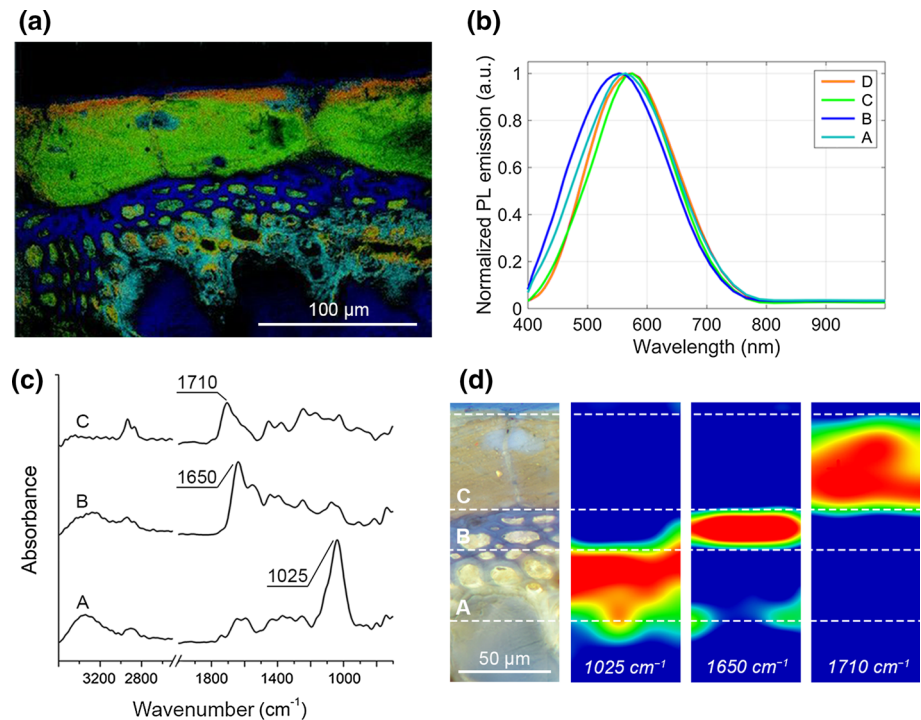 (a)
100 µm
(b)
Normalized PL emission (a.u.)
1
0.8
0.6
0.4
0.2
0
400 500 600 700 800 900
Wavelength (nm)
D
C
B
A
(c)
Absorbance
C
1710
B
1650
A
1025
3200 2800 1800 1600 1400 1000
Wavenumber (cm⁻¹)
(d)
C
B
A
50 µm
1025 cm⁻¹
1650 cm⁻¹
1710 cm⁻¹